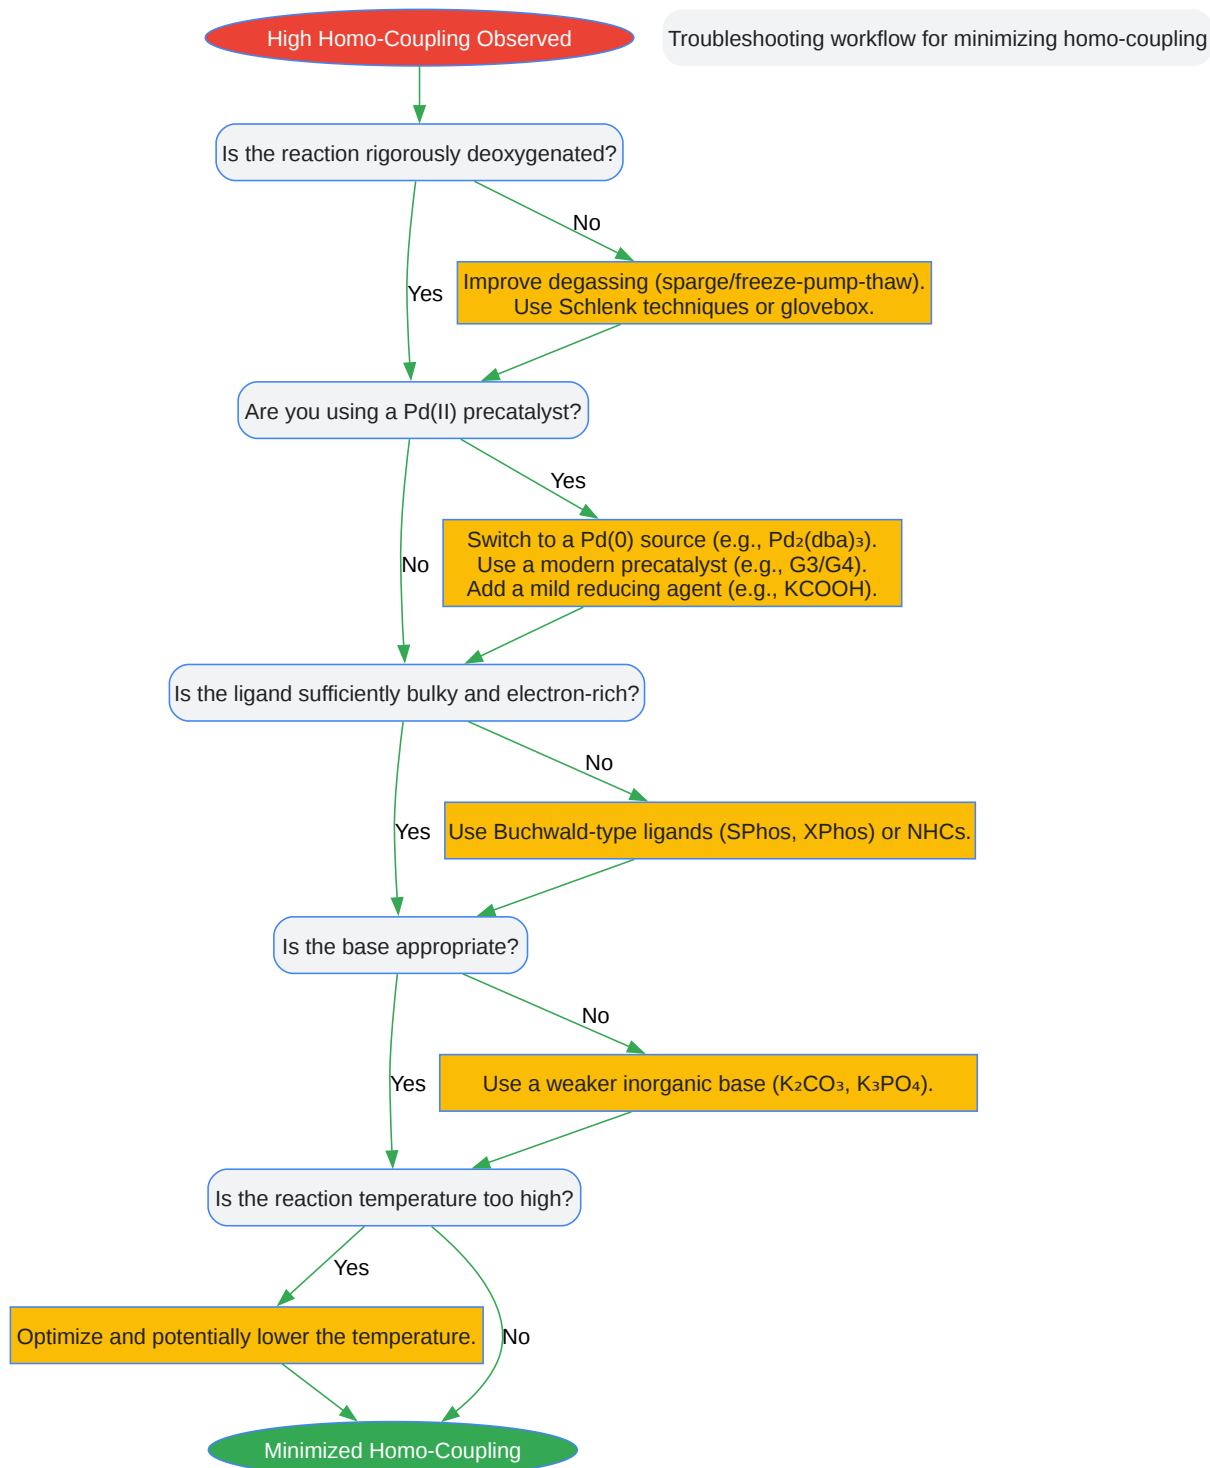 High Homo-Coupling Observed
Troubleshooting workflow for minimizing homo-coupling
Is the reaction rigorously deoxygenated?
No
Improve degassing (sparge/freeze-pump-thaw).
Use Schlenk techniques or glovebox.
Yes
Are you using a Pd(II) precatalyst?
Yes
Switch to a Pd(0) source (e.g., Pd₂(dba)₃).
Use a modern precatalyst (e.g., G3/G4).
Add a mild reducing agent (e.g., KCOOH).
No
Is the ligand sufficiently bulky and electron-rich?
No
Use Buchwald-type ligands (SPhos, XPhos) or NHCs.
Yes
Is the base appropriate?
No
Use a weaker inorganic base (K₂CO₃, K₃PO₄).
Yes
Is the reaction temperature too high?
Yes
Optimize and potentially lower the temperature.
No
Minimized Homo-Coupling